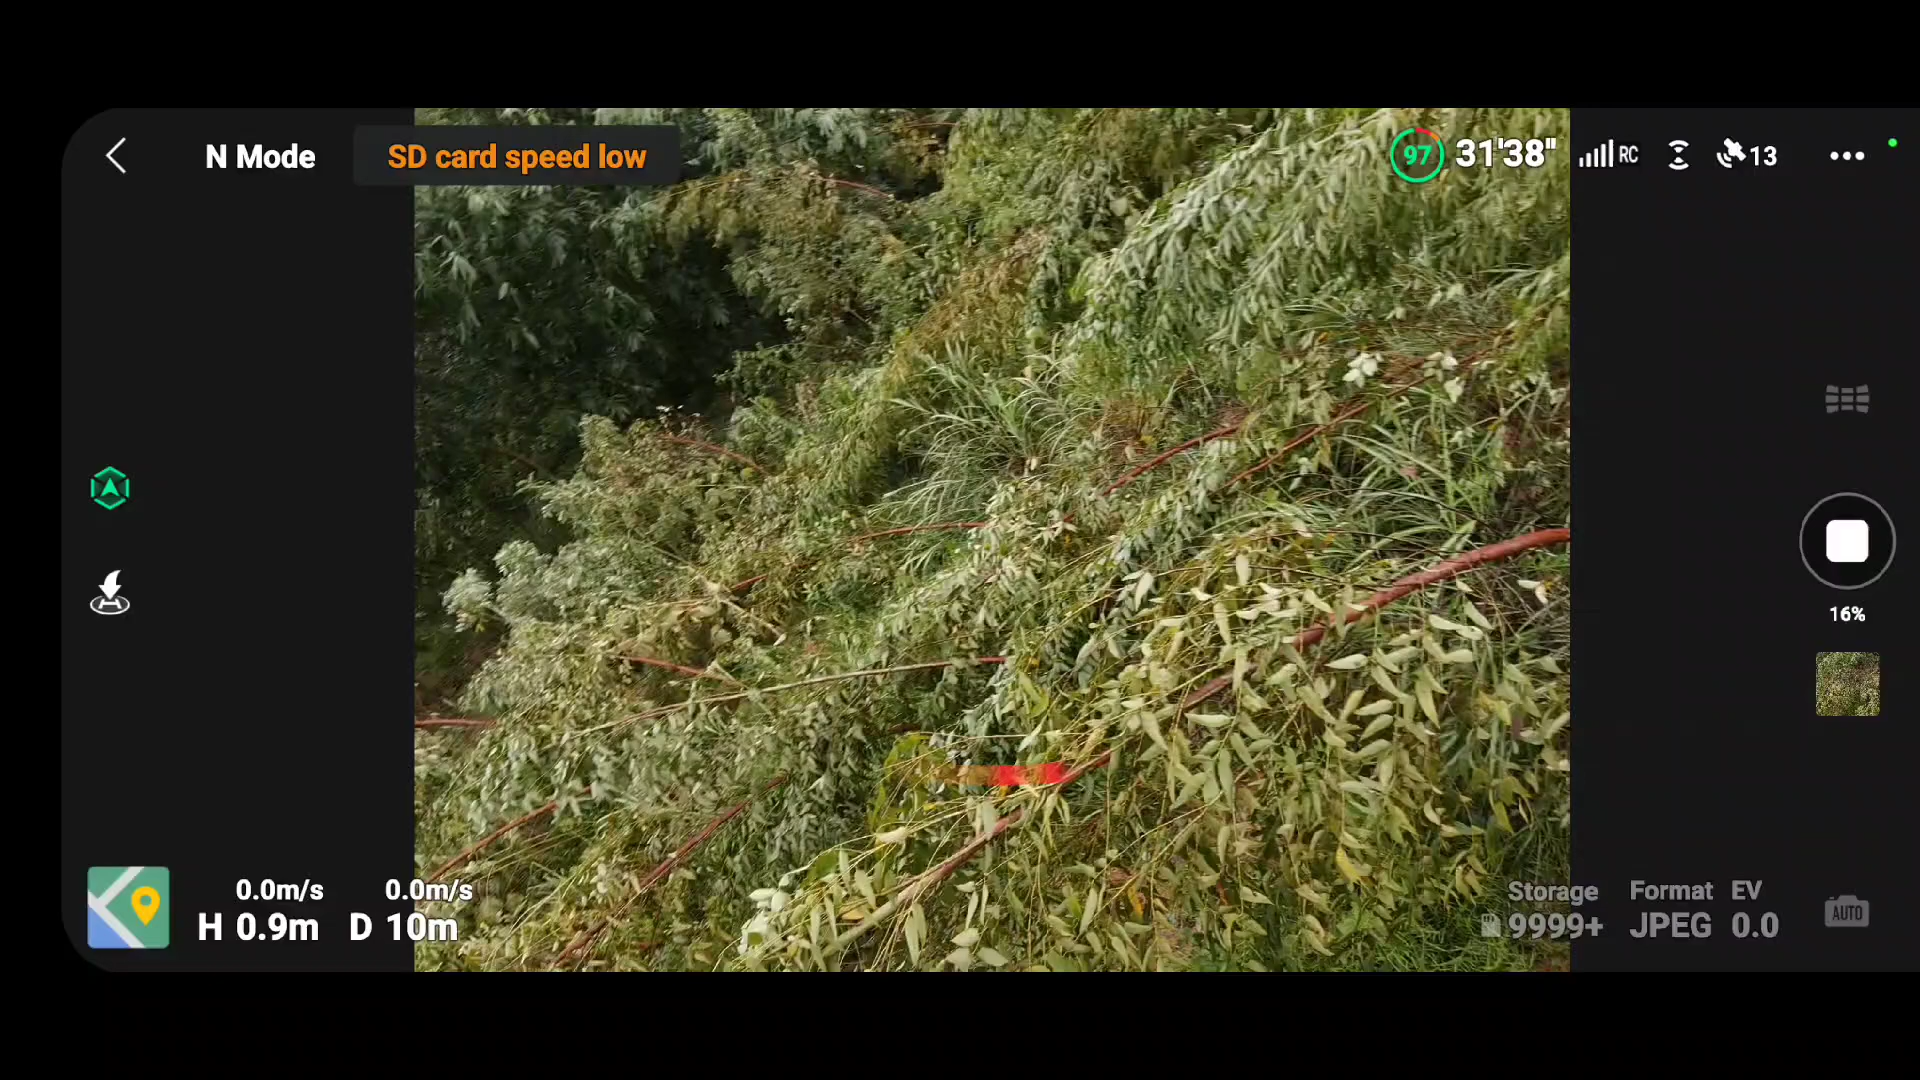 N Mode
SD card speed low
97 31'38"
RC
13
16%
0.0m/s 0.0m/s
H 0.9m D 10m
Storage Format EV
9999+ JPEG 0.0
AUTO